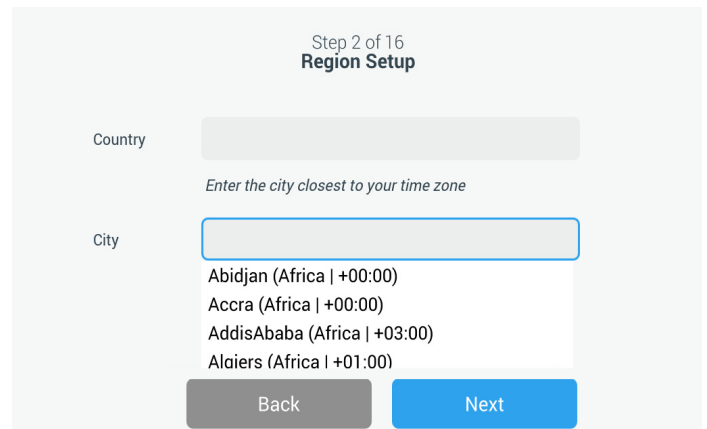 Step 2 of 16
Region Setup
Country
Enter the city closest to your time zone
City
Abidjan (Africa | +00:00)
Accra (Africa | +00:00)
AddisAbaba (Africa | +03:00)
Algiers (Africa | +01:00)
Back
Next